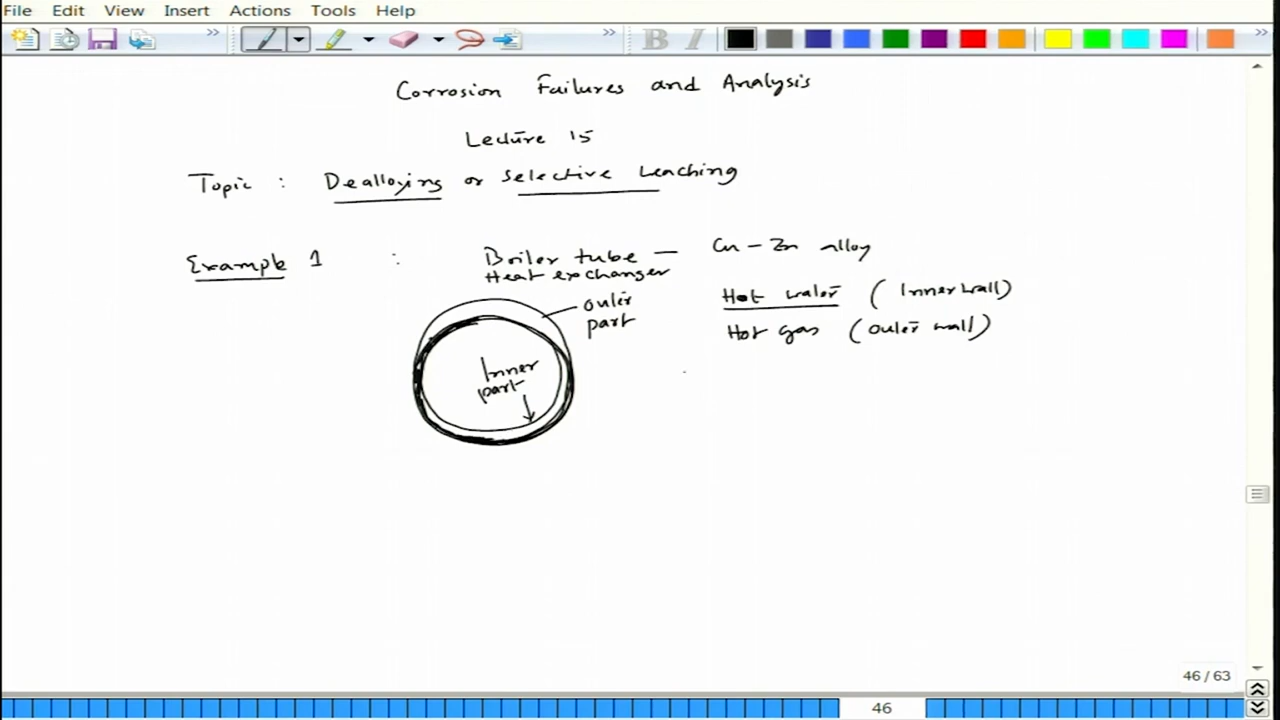 File Edit View Insert Actions Tools Help
B I
Corrosion Failures and Analysis
Lecture 15
Topic : Dealloying or Selective Leaching
Example 1 : Boiler tube — Cu - Zn alloy
Heat exchanger
Hot water (Inner wall)
Hot gas (Outer wall)
outer
part
Inner
part
46 / 63
46